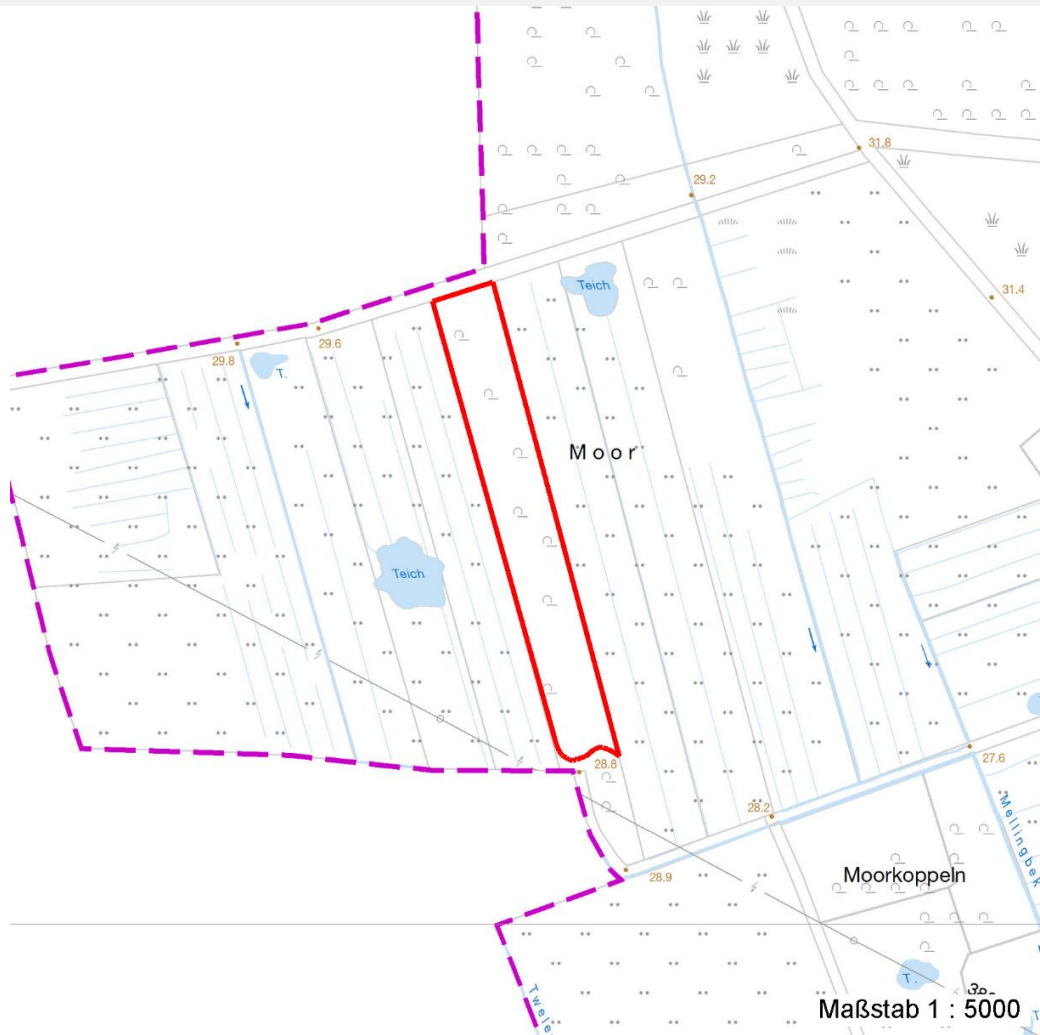 31.8
29.2
31.4
Teich
29.6
29.8
T.
Moor
Teich
28.8
27.6
28.2
28.9
Mellingbek
Moorkoppeln
T.
Twele
Maßstab 1 : 5000